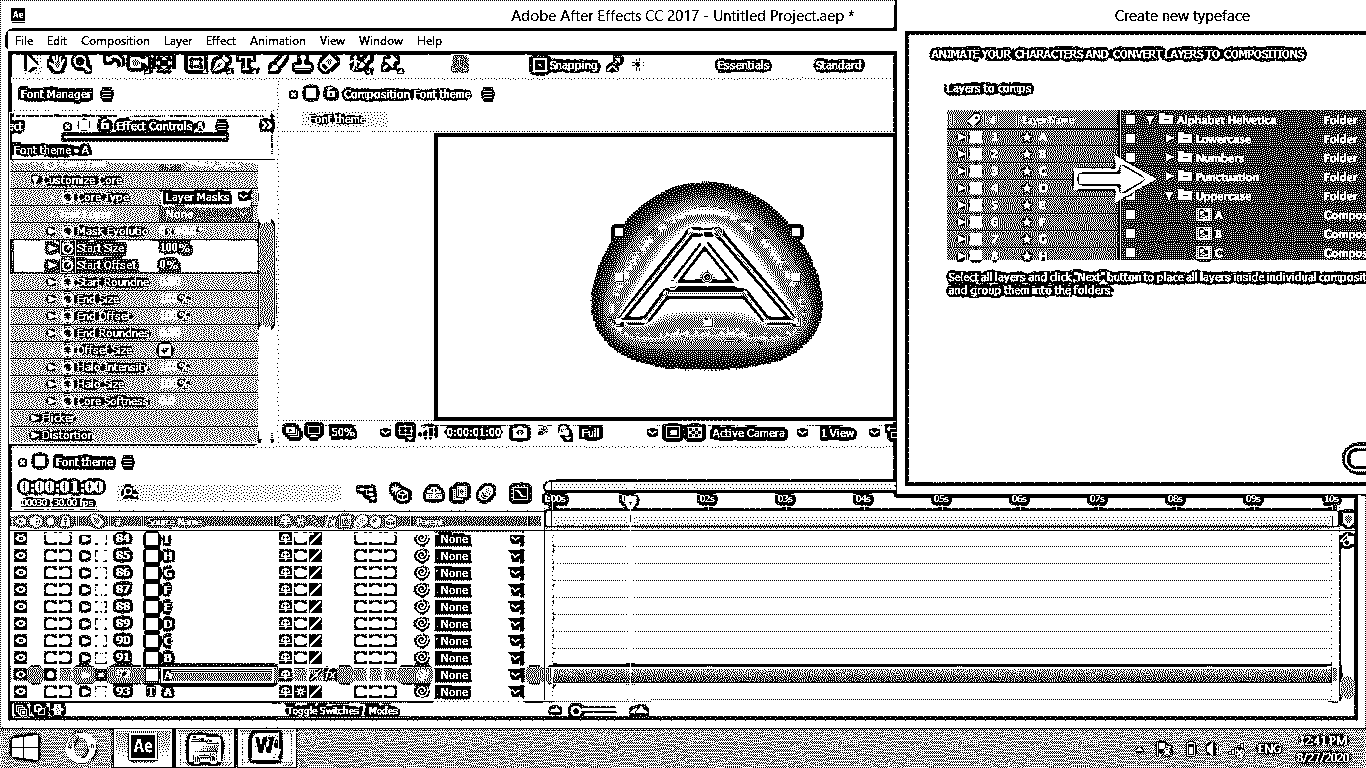 Adobe After Effects CC 2017 - Untitled Project.aep *
Create new typeface
File Edit Composition Layer Effect Animation View Window Help
ANIMATE YOUR CHARACTERS AND CONVERT LAYERS TO COMPOSITIONS
Snapping Essentials Standard
Font Manager
Composition Font theme
Layers to comps
Font theme
Effect Controls A
Font theme • A
Alphabet Helvetica Folder
Lowercase Folder
Numbers Folder
Punctuation Folder
Uppercase Folder
A Compos
B Compos
C Compos
Select all layers and click "Next" button to place all layers inside individual composit
and group them into the folders.
Customize Core
Core Type Layer Masks
None
Mask Evolutio
Start Size 100%
Start Offset 0%
Start Roundne
End Size
End Offset
End Roundnes
Offset Size
Halo Intensity
Halo Size
Core Softness
Flicker
Distortion
A
50% 0:00:01:00 Full Active Camera 1 View
Font theme
0:00:01:00
:00s 02s 03s 04s 05s 06s 07s 08s 09s 10s
84 I None
85 H None
86 G None
87 F None
88 E None
89 D None
90 C None
91 B None
A None
93 T A None
Toggle Switches / Modes
Ae W ENG 12:41 PM